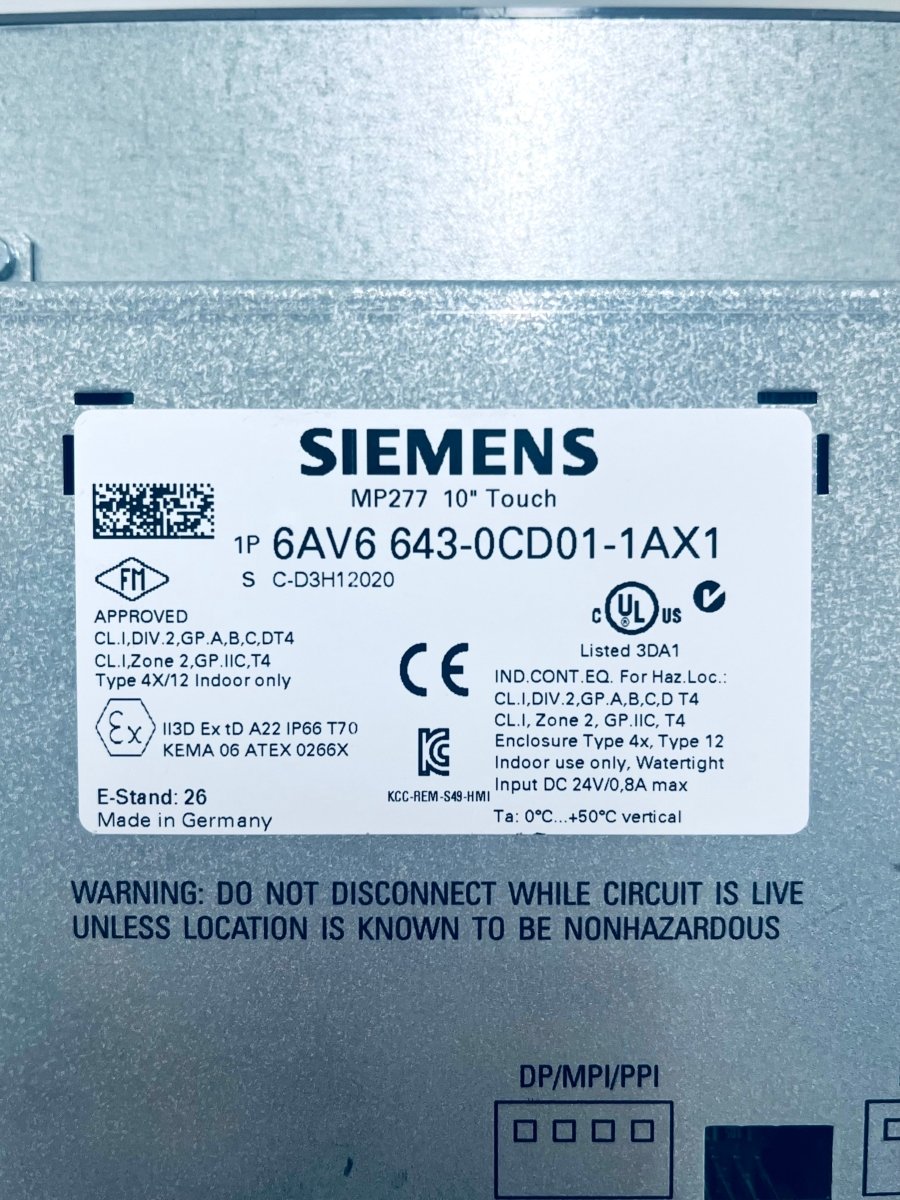 SIEMENS
MP277 10" Touch
1P 6AV6 643-0CD01-1AX1
S C-D3H12020
FM
APPROVED
CL.I,DIV.2,GP.A,B,C,DT4
CL.I,Zone 2,GP.IIC,T4
Type 4X/12 Indoor only
Ex
II3D Ex tD A22 IP66 T70
KEMA 06 ATEX 0266X
E-Stand: 26
Made in Germany
CE
KCC-REM-S49-HMI
C UL ® US
Listed 3DA1
IND.CONT.EQ. For Haz.Loc.:
CL.I,DIV.2,GP.A,B,C,D T4
CL.I, Zone 2, GP.IIC, T4
Enclosure Type 4x, Type 12
Indoor use only, Watertight
Input DC 24V/0,8A max
Ta: 0°C...+50°C vertical
WARNING: DO NOT DISCONNECT WHILE CIRCUIT IS LIVE
UNLESS LOCATION IS KNOWN TO BE NONHAZARDOUS
DP/MPI/PPI